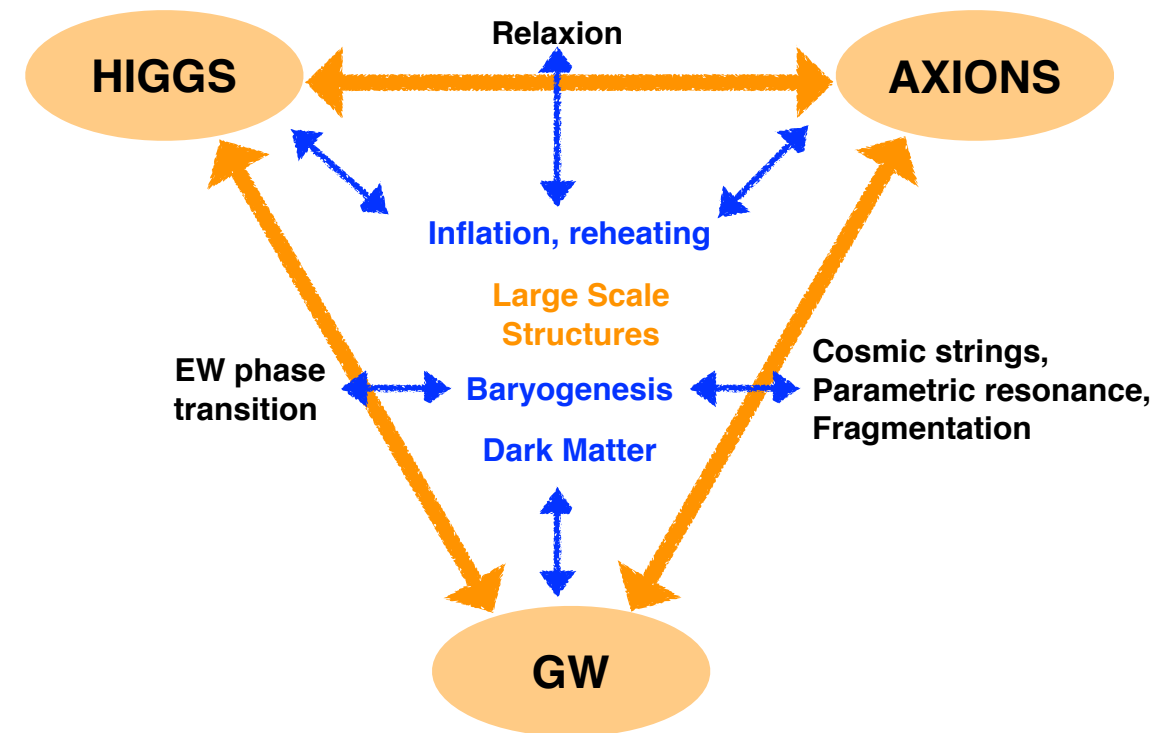 Relaxion
HIGGS
AXIONS
Inflation, reheating
Large Scale
Structures
EW phase
transition
Baryogenesis
Cosmic strings,
Parametric resonance,
Fragmentation
Dark Matter
GW